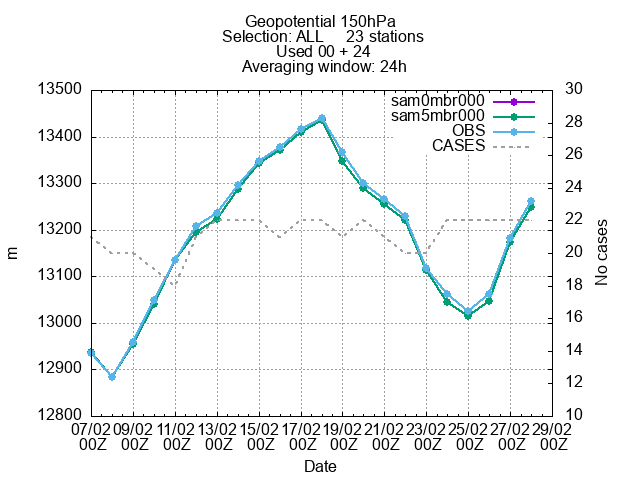 Geopotential 150hPa
Selection: ALL     23 stations
Used 00 + 24
Averaging window: 24h
13500
13400
13300
13200
13100
13000
12900
12800
m
30
28
26
24
22
20
18
16
14
12
10
No cases
sam0mbr000
sam5mbr000
OBS
CASES
07/02 09/02 11/02 13/02 15/02 17/02 19/02 21/02 23/02 25/02 27/02 29/02
00Z 00Z 00Z 00Z 00Z 00Z 00Z 00Z 00Z 00Z 00Z 00Z
Date